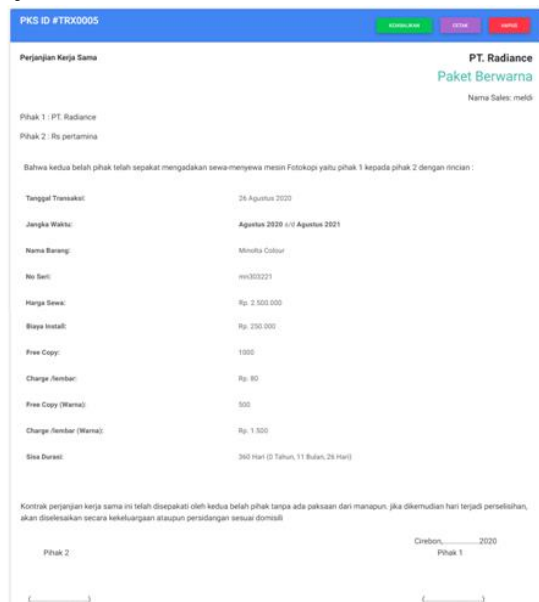 PKS ID #TRX0005
KEMBALIKAN CETAK HAPUS
Perjanjian Kerja Sama
PT. Radiance
Paket Berwarna
Nama Sales: meldi
Pihak 1 : PT. Radiance
Pihak 2 : Rs pertamina
Bahwa kedua belah pihak telah sepakat mengadakan sewa-menyewa mesin Fotokopi yaitu pihak 1 kepada pihak 2 dengan rincian :
Tanggal Transaksi: 26 Agustus 2020
Jangka Waktu: Agustus 2020 s/d Agustus 2021
Nama Barang: Minolta Colour
No Seri: mn303221
Harga Sewa: Rp. 2.500.000
Biaya Install: Rp. 250.000
Free Copy: 1000
Charge /lembar: Rp. 80
Free Copy (Warna): 500
Charge /lembar (Warna): Rp. 1.500
Sisa Durasi: 360 Hari (0 Tahun, 11 Bulan, 26 Hari)
Kontrak perjanjian kerja sama ini telah disepakati oleh kedua belah pihak tanpa ada paksaan dari manapun. jika dikemudian hari terjadi perselisihan,
akan diselesaikan secara kekeluargaan ataupun persidangan sesuai domisili
Cirebon,................2020
Pihak 2 Pihak 1
(.........................) (.........................)